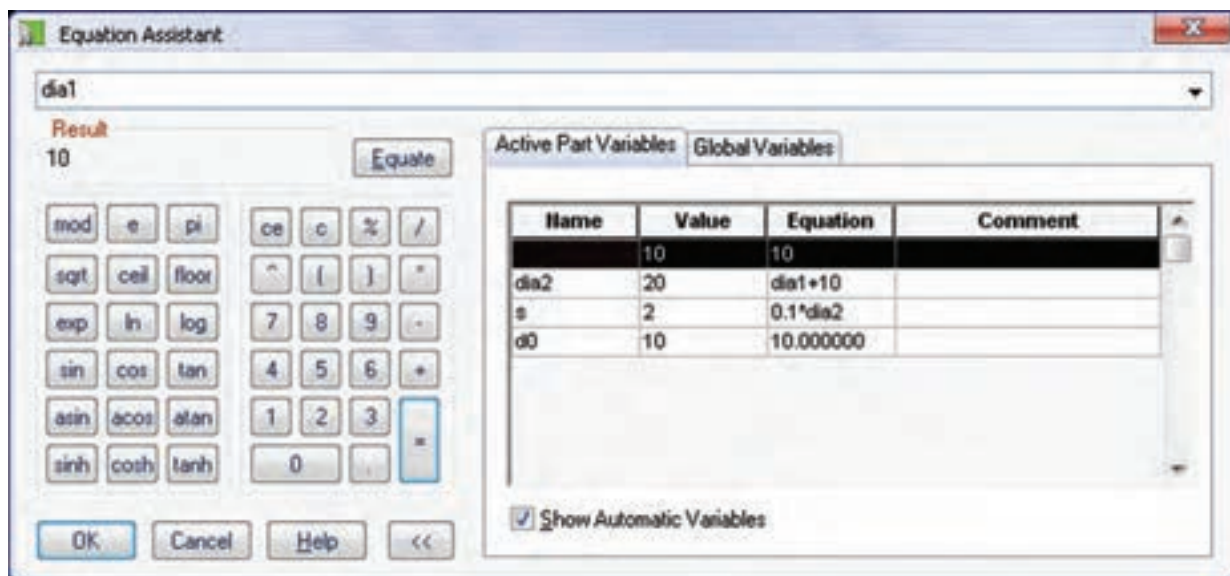 Equation Assistant
dia1
Result
10
Equate
mod e pi
ce c % /
sqrt ceil floor
^ ( ) *
exp ln log
7 8 9 -
sin cos tan
4 5 6 +
asin acos atan
1 2 3 =
sinh cosh tanh
0 .
OK Cancel Help <<
Active Part Variables Global Variables
Name Value Equation Comment
10 10
dia2 20 dia1+10
s 2 0.1*dia2
d0 10 10.000000
Show Automatic Variables